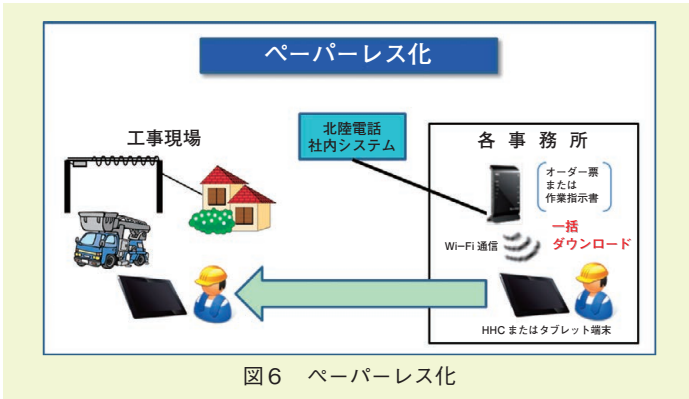 ペーパーレス化
工事現場
北陸電話
社内システム
各事務所
オーダー票
または
作業指示書
一括
ダウンロード
Wi−Fi 通信
HHC またはタブレット端末
図6 ペーパーレス化